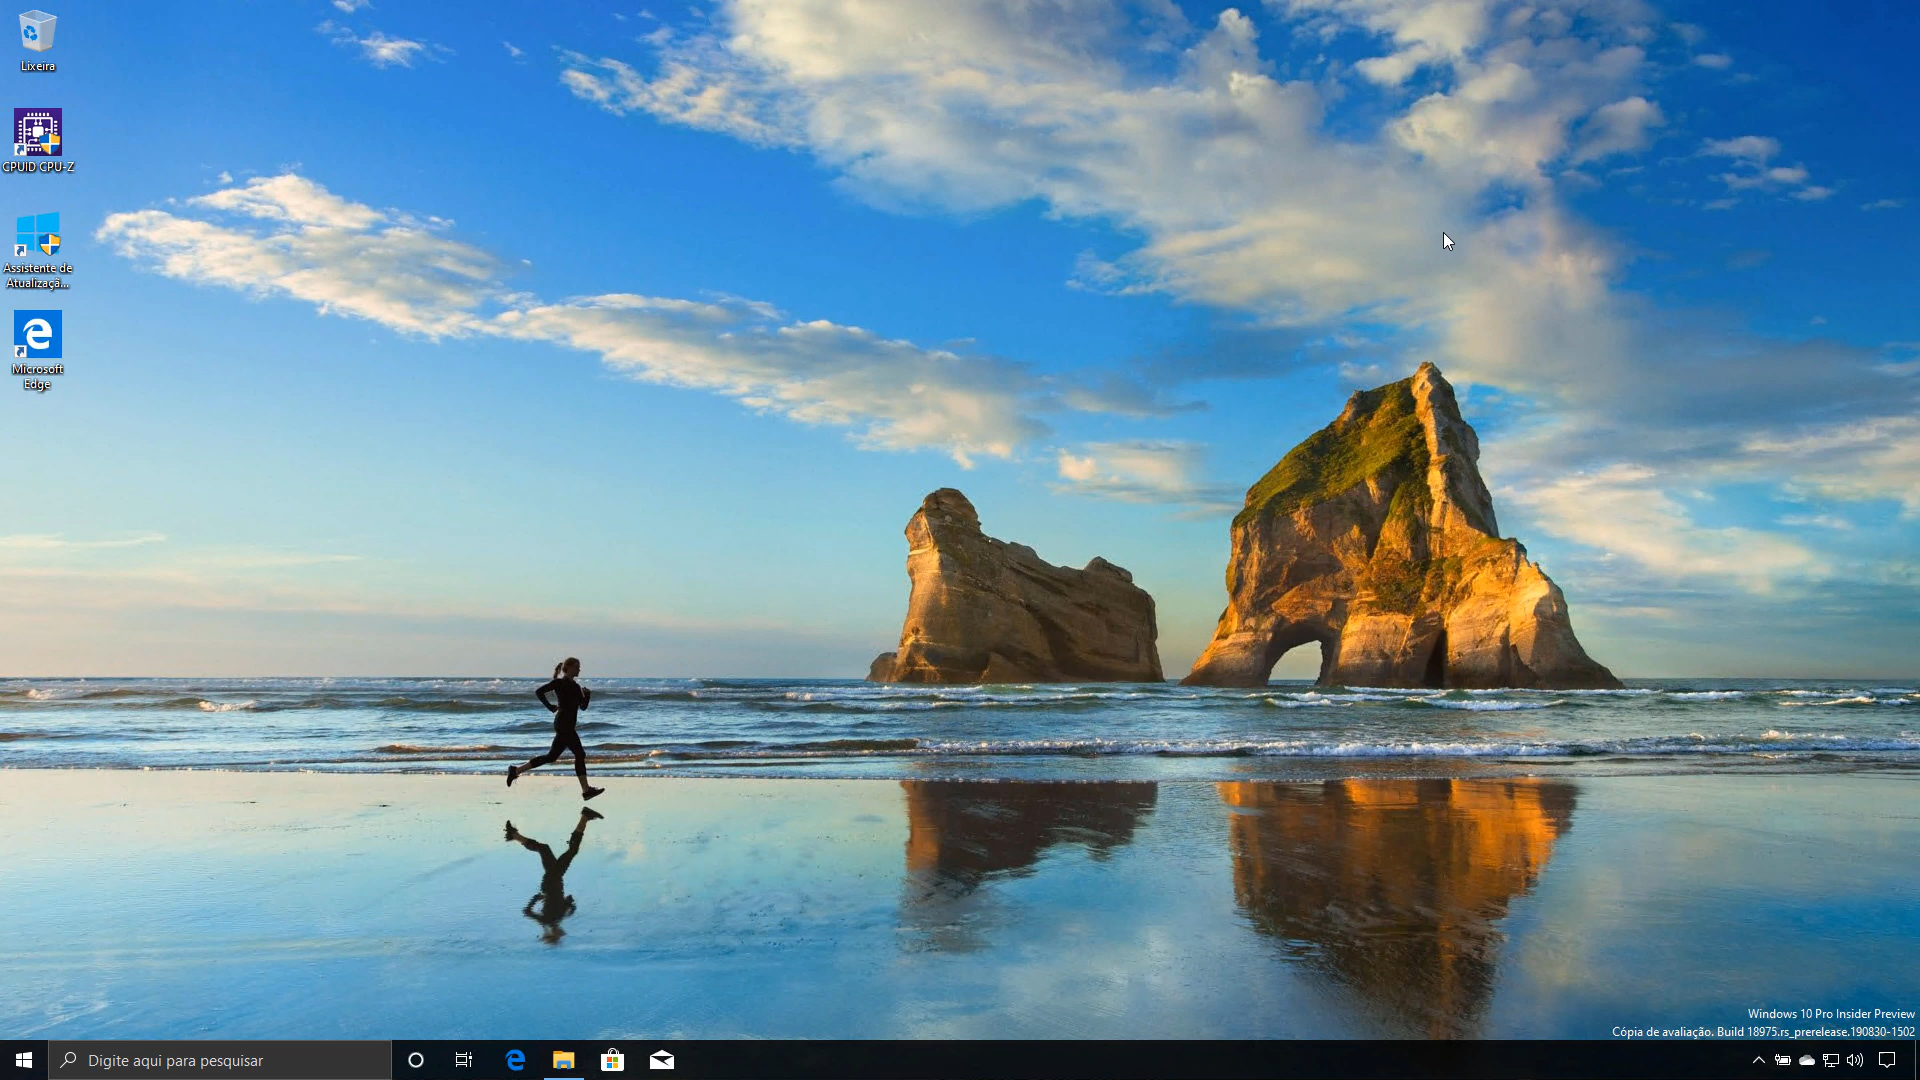 Lixeira
CPUID CPU-Z
Assistente de
Atualizaçã...
Microsoft
Edge
Windows 10 Pro Insider Preview
Cópia de avaliação. Build 18975.rs_prerelease.190830-1502
Digite aqui para pesquisar